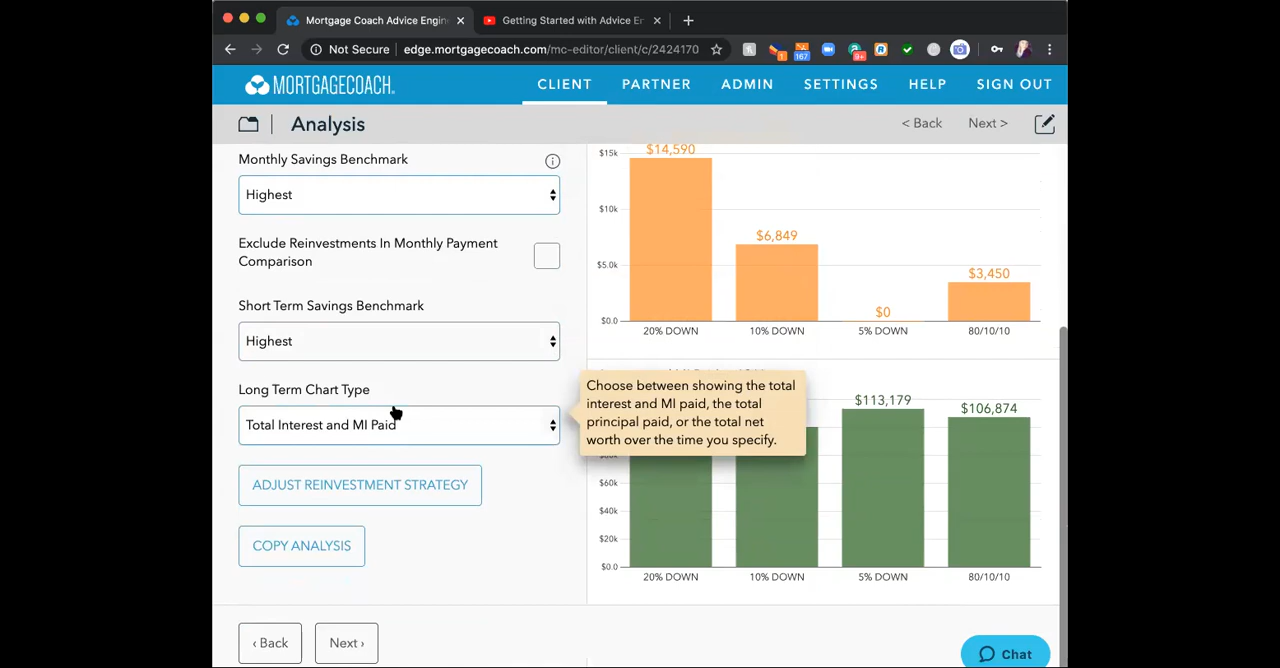 Mortgage Coach Advice Engin
Getting Started with Advice Er
Not Secure
edge.mortgagecoach.com/mc-editor/client/c/2424170
1
167
9+
MORTGAGECOACH.
CLIENT
PARTNER
ADMIN
SETTINGS
HELP
SIGN OUT
Analysis
< Back
Next >
Monthly Savings Benchmark
Highest
Exclude Reinvestments In Monthly Payment
Comparison
Short Term Savings Benchmark
Highest
Long Term Chart Type
Total Interest and MI Paid
ADJUST REINVESTMENT STRATEGY
COPY ANALYSIS
‹ Back
Next ›
$15k
$10k
$5.0k
$0.0
$14,590
$6,849
$0
$3,450
20% DOWN
10% DOWN
5% DOWN
80/10/10
Choose between showing the total
interest and MI paid, the total
principal paid, or the total net
worth over the time you specify.
$113,179
$106,874
$60k
$40k
$20k
$0.0
20% DOWN
10% DOWN
5% DOWN
80/10/10
Chat